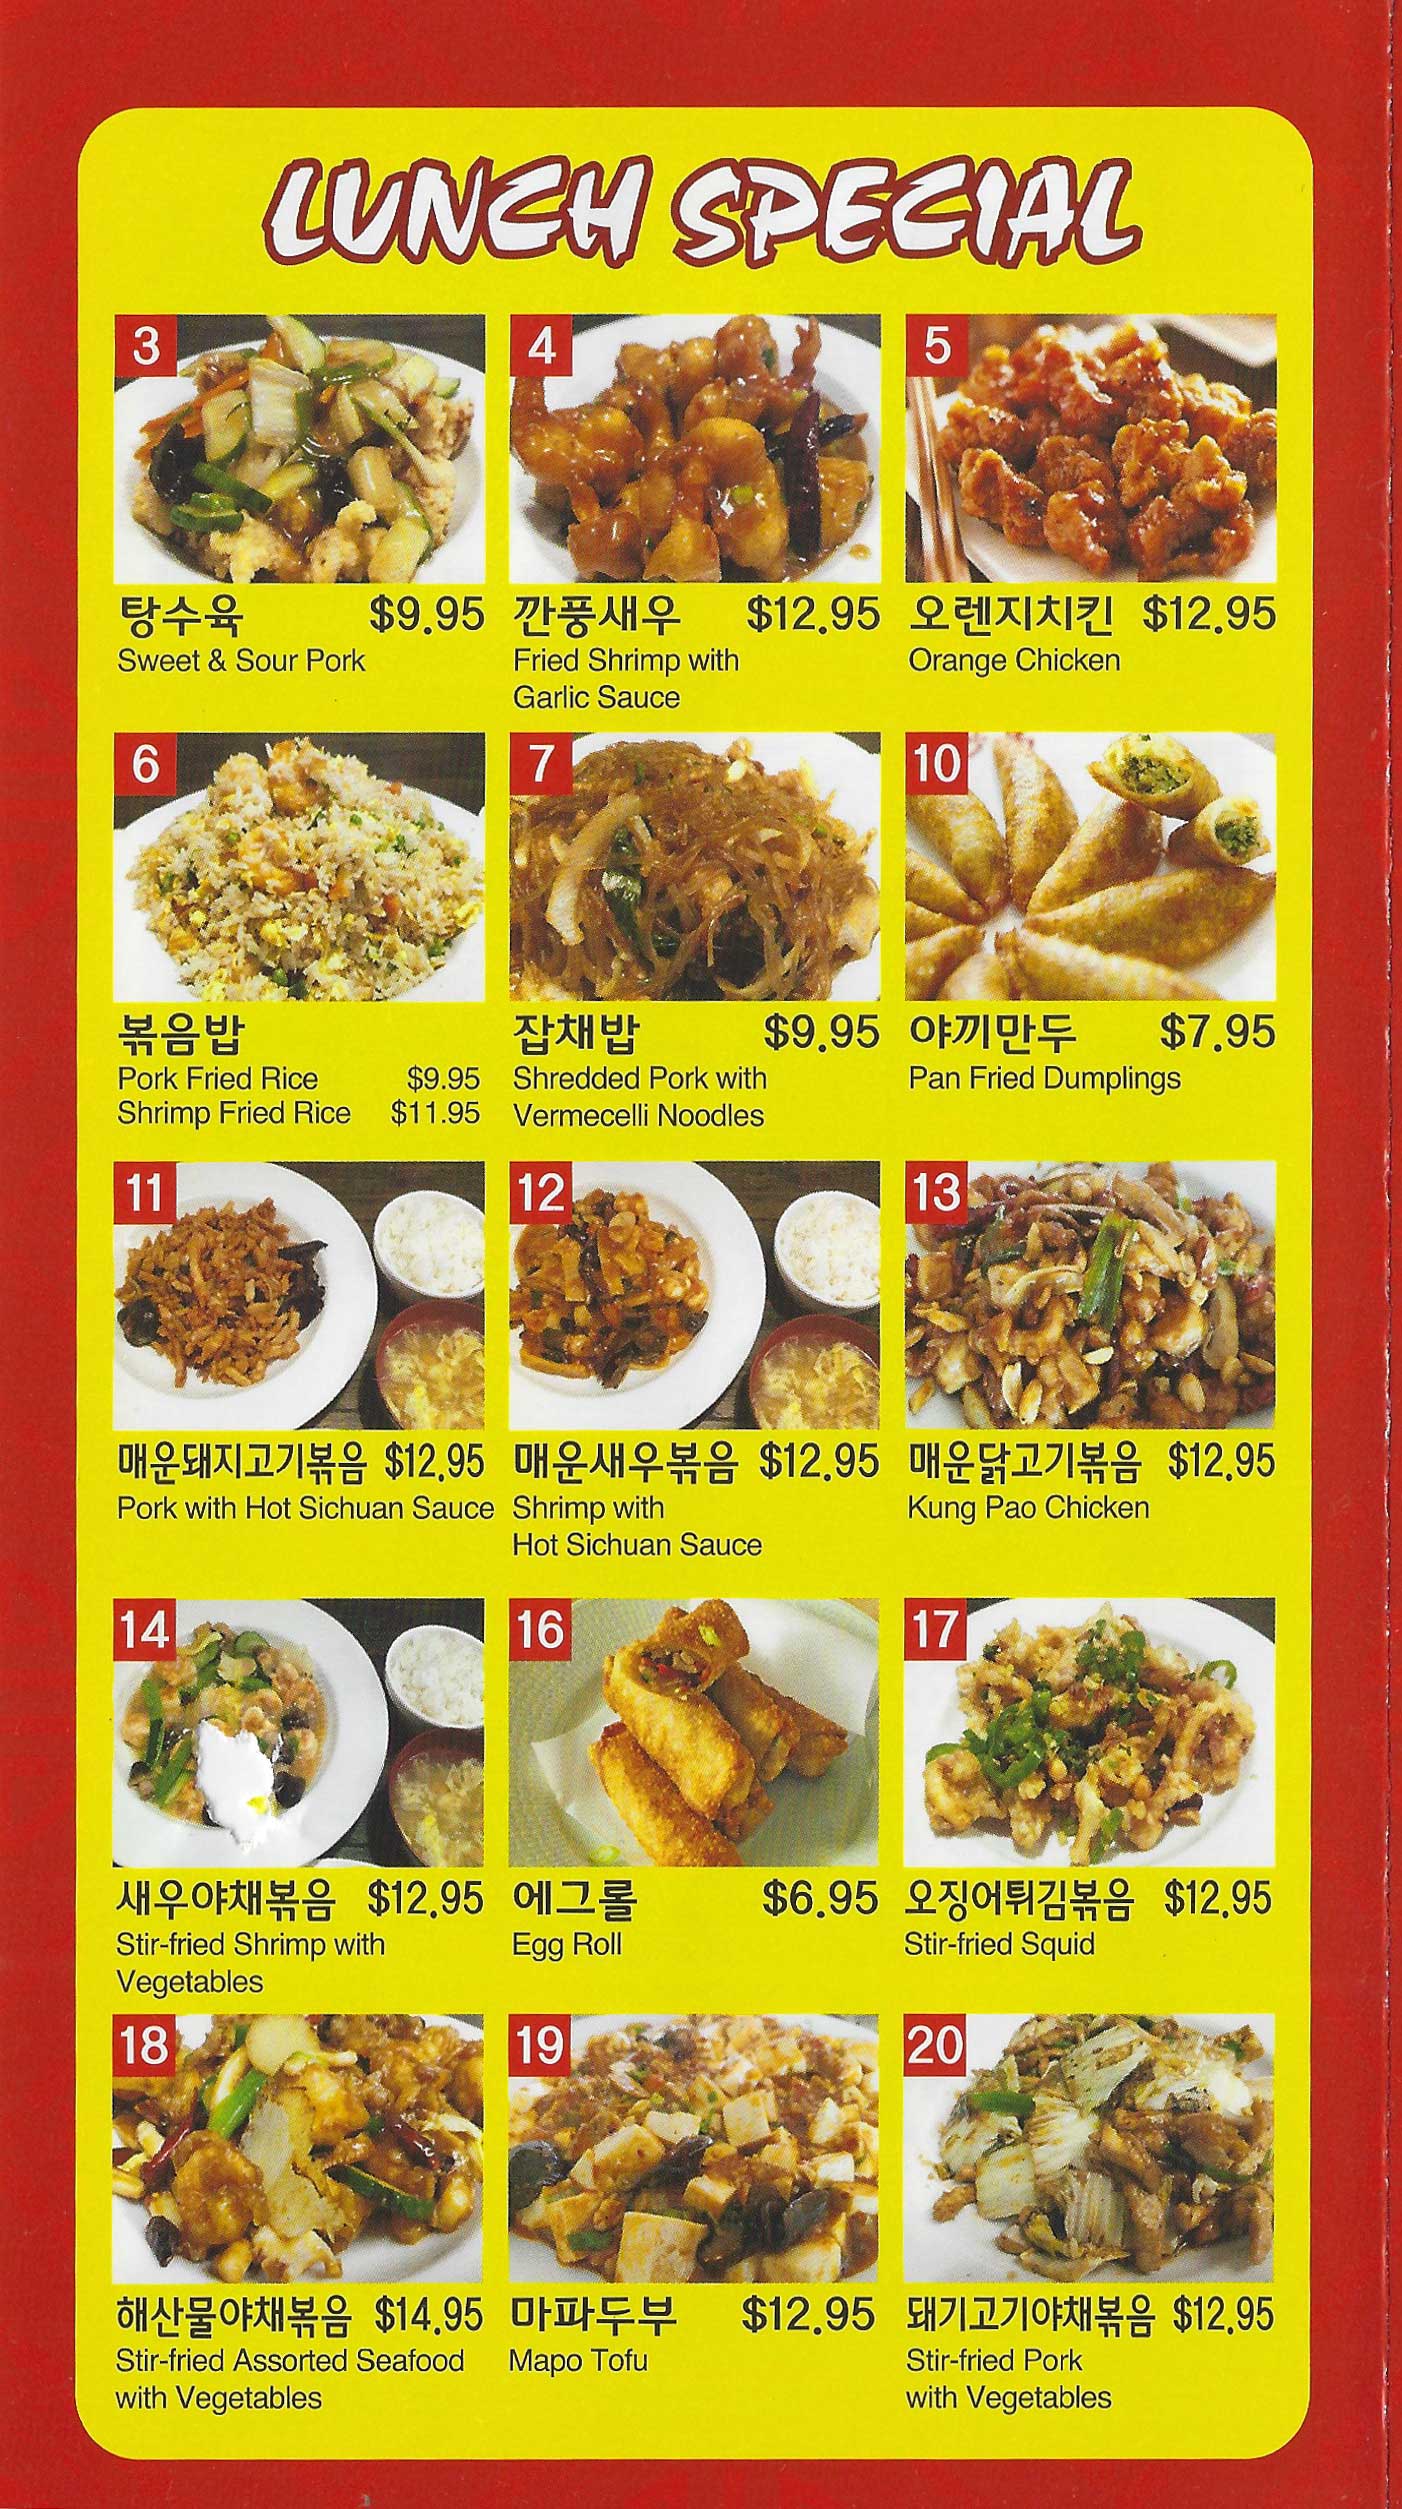 LUNCH SPECIAL
3
4
5
탕수육 $9.95
Sweet & Sour Pork
깐풍새우 $12.95
Fried Shrimp with
Garlic Sauce
오렌지치킨 $12.95
Orange Chicken
6
7
10
볶음밥
Pork Fried Rice $9.95
Shrimp Fried Rice $11.95
잡채밥 $9.95
Shredded Pork with
Vermecelli Noodles
야끼만두 $7.95
Pan Fried Dumplings
11
12
13
매운돼지고기볶음 $12.95
Pork with Hot Sichuan Sauce
매운새우볶음 $12.95
Shrimp with
Hot Sichuan Sauce
매운닭고기볶음 $12.95
Kung Pao Chicken
14
16
17
새우야채볶음 $12.95
Stir-fried Shrimp with
Vegetables
에그롤 $6.95
Egg Roll
오징어튀김볶음 $12.95
Stir-fried Squid
18
19
20
해산물야채볶음 $14.95
Stir-fried Assorted Seafood
with Vegetables
마파두부 $12.95
Mapo Tofu
돼기고기야채볶음 $12.95
Stir-fried Pork
with Vegetables